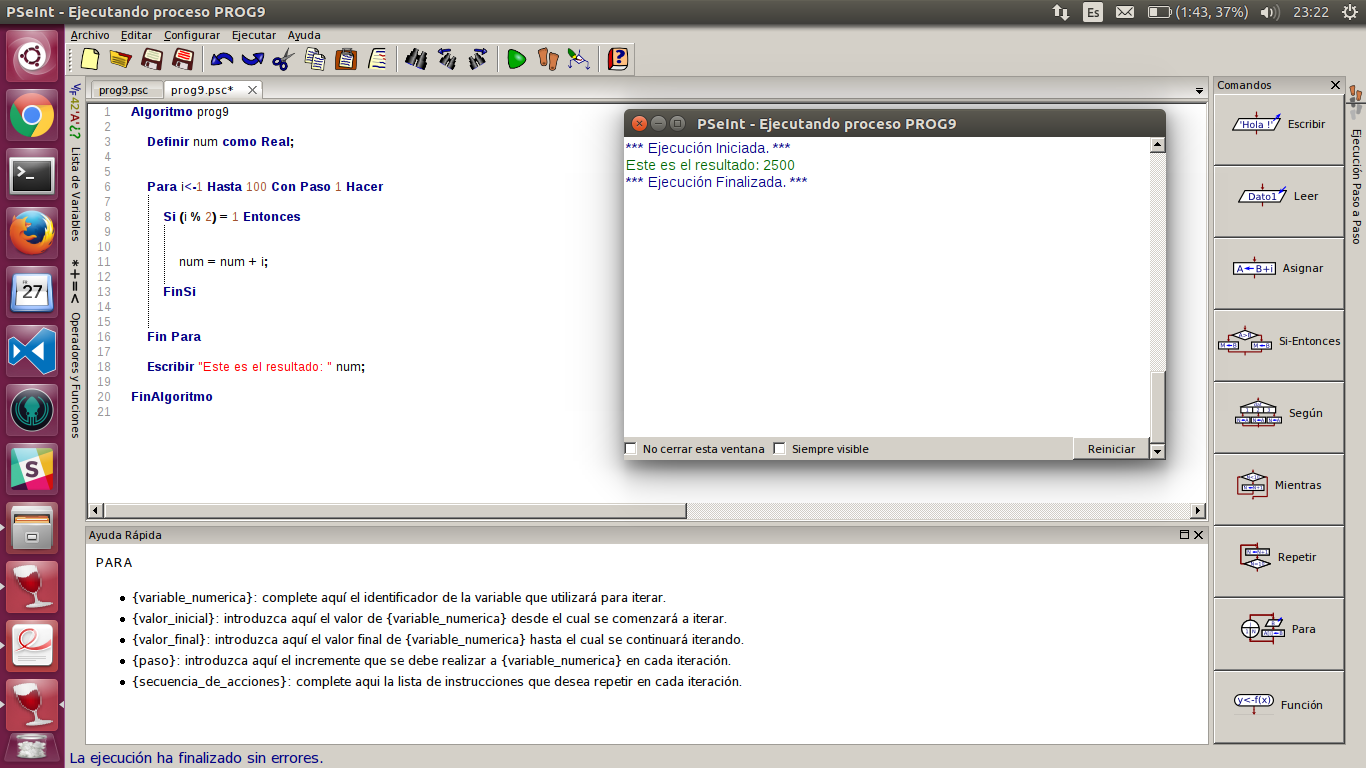 PSeInt - Ejecutando proceso PROG9
Es
(1:43, 37%)
23:22
Archivo Editar Configurar Ejecutar Ayuda
prog9.psc
prog9.psc*
Lista de Variables
Operadores y Funciones
1 Algoritmo prog9
2
3 Definir num como Real;
4
5
6 Para i<-1 Hasta 100 Con Paso 1 Hacer
7
8 Si (i % 2) = 1 Entonces
9
10
11 num = num + i;
12
13 FinSi
14
15
16 Fin Para
17
18 Escribir "Este es el resultado: " num;
19
20 FinAlgoritmo
21
PSeInt - Ejecutando proceso PROG9
*** Ejecución Iniciada. ***
Este es el resultado: 2500
*** Ejecución Finalizada. ***
No cerrar esta ventana
Siempre visible
Reiniciar
Ayuda Rápida
PARA
{variable_numerica}: complete aquí el identificador de la variable que utilizará para iterar.
{valor_inicial}: introduzca aquí el valor de {variable_numerica} desde el cual se comenzará a iterar.
{valor_final}: introduzca aquí el valor final de {variable_numerica} hasta el cual se continuará iterando.
{paso}: introduzca aquí el incremente que se debe realizar a {variable_numerica} en cada iteración.
{secuencia_de_acciones}: complete aqui la lista de instrucciones que desea repetir en cada iteración.
Comandos
'Hola !' Escribir
Dato1 Leer
A←B+i Asignar
Si-Entonces
Según
Mientras
Repetir
Para
y<-f(x) Función
Ejecución Paso a Paso
27
La ejecución ha finalizado sin errores.